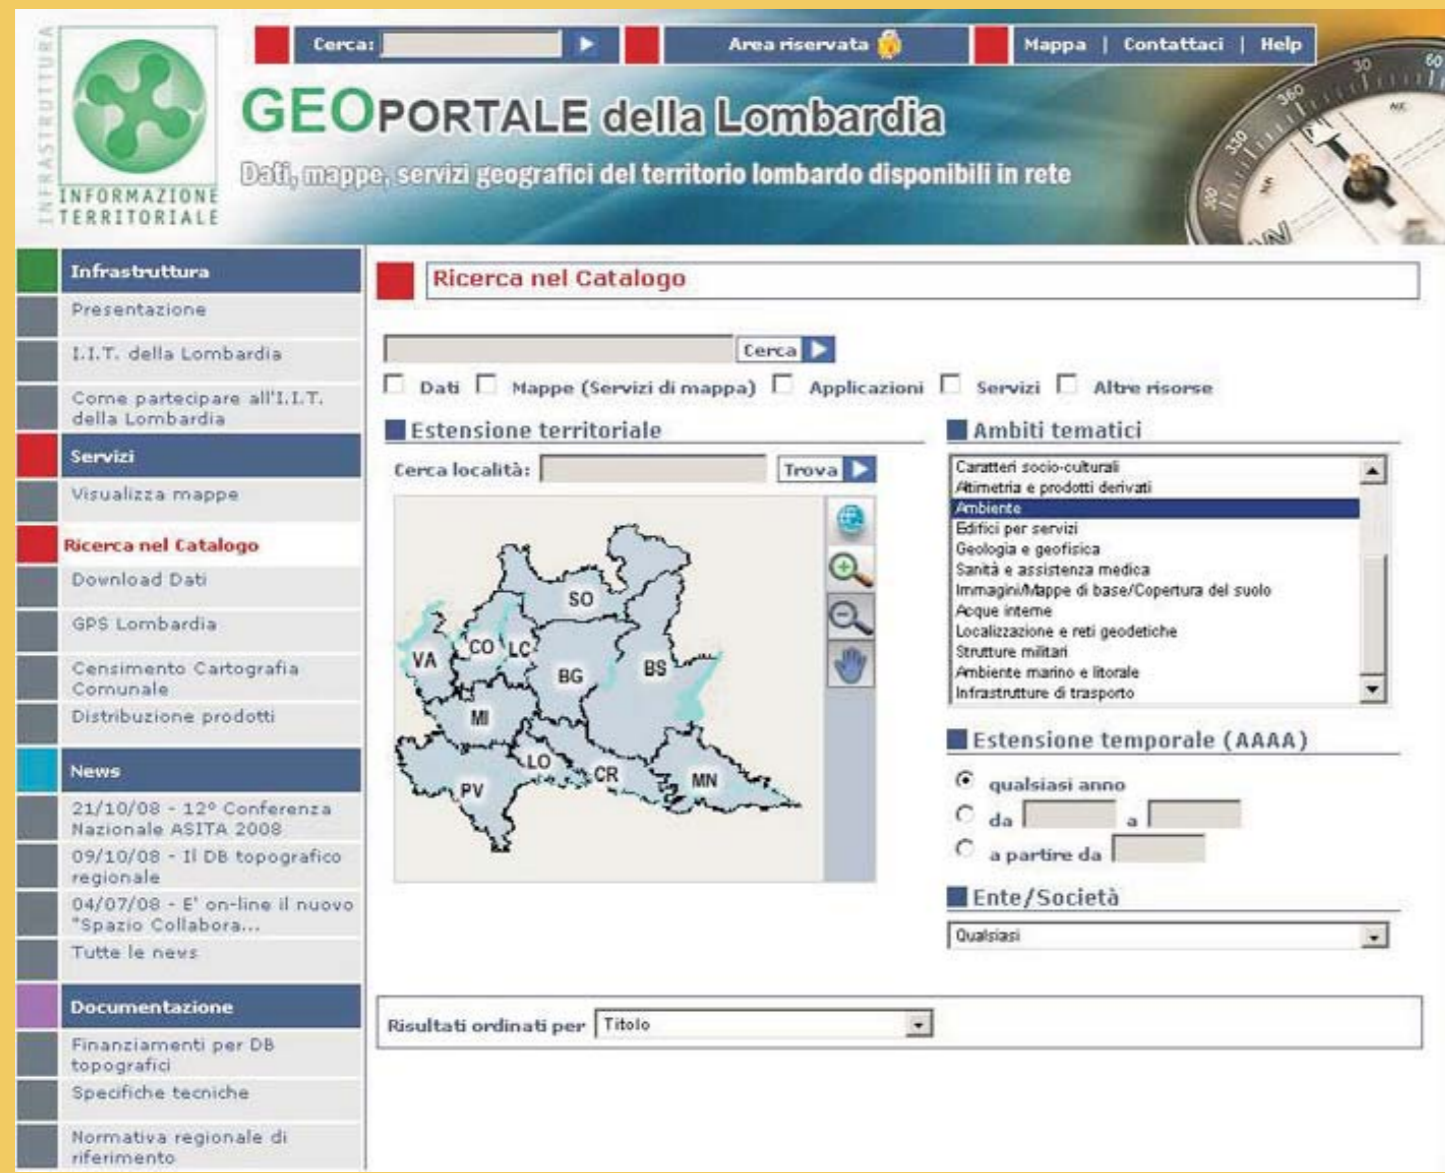 INFRASTRUTTURA
INFORMAZIONE
TERRITORIALE
Cerca:
Area riservata
Mappa | Contattaci | Help
GEOPORTALE della Lombardia
Dati, mappe, servizi geografici del territorio lombardo disponibili in rete
300
330
360
30
60
Infrastruttura
Presentazione
I.I.T. della Lombardia
Come partecipare all'I.I.T.
della Lombardia
Servizi
Visualizza mappe
Ricerca nel Catalogo
Download Dati
GPS Lombardia
Censimento Cartografia
Comunale
Distribuzione prodotti
News
21/10/08 - 12º Conferenza
Nazionale ASITA 2008
09/10/08 - Il DB topografico
regionale
04/07/08 - E' on-line il nuovo
"Spazio Collabora...
Tutte le news
Documentazione
Finanziamenti per DB
topografici
Specifiche tecniche
Normativa regionale di
riferimento
Ricerca nel Catalogo
Cerca
Dati Mappe (Servizi di mappa) Applicazioni Servizi Altre risorse
Estensione territoriale
Cerca località: Trova
SO
VA CO LC BG BS
MI
PV LO CR MN
Ambiti tematici
Caratteri socio-culturali
Altimetria e prodotti derivati
Ambiente
Edifici per servizi
Geologia e geofisica
Sanità e assistenza medica
Immagini/Mappe di base/Copertura del suolo
Acque interne
Localizzazione e reti geodetiche
Strutture militari
Ambiente marino e litorale
Infrastrutture di trasporto
Estensione temporale (AAAA)
qualsiasi anno
da a
a partire da
Ente/Società
Qualsiasi
Risultati ordinati per Titolo